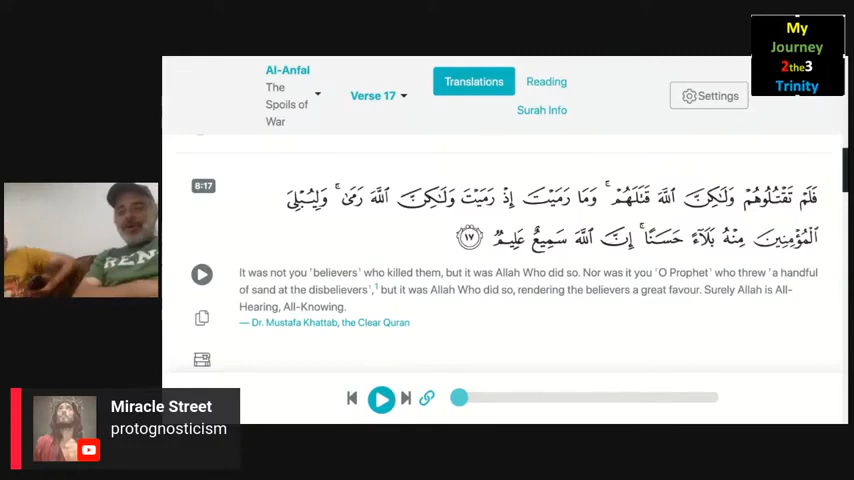 My
Journey
2the3
Trinity
Al-Anfal
The
Spoils of
War
Verse 17
Translations
Reading
Surah Info
Settings
8:17
فَلَمْ تَقْتُلُوهُمْ وَلَـٰكِنَّ ٱللَّهَ قَتَلَهُمْ ۚ وَمَا رَمَيْتَ إِذْ رَمَيْتَ وَلَـٰكِنَّ ٱللَّهَ رَمَىٰ ۚ وَلِيُبْلِىَ
ٱلْمُؤْمِنِينَ مِنْهُ بَلَآءً حَسَنًا ۚ إِنَّ ٱللَّهَ سَمِيعٌ عَلِيمٌ ١٧
It was not you ˹believers˺ who killed them, but it was Allah Who did so. Nor was it you ˹O Prophet˺ who threw ˹a handful
of sand at the disbelievers˺,1 but it was Allah Who did so, rendering the believers a great favour. Surely Allah is All-
Hearing, All-Knowing.
— Dr. Mustafa Khattab, the Clear Quran
RENS
Miracle Street
protognosticism